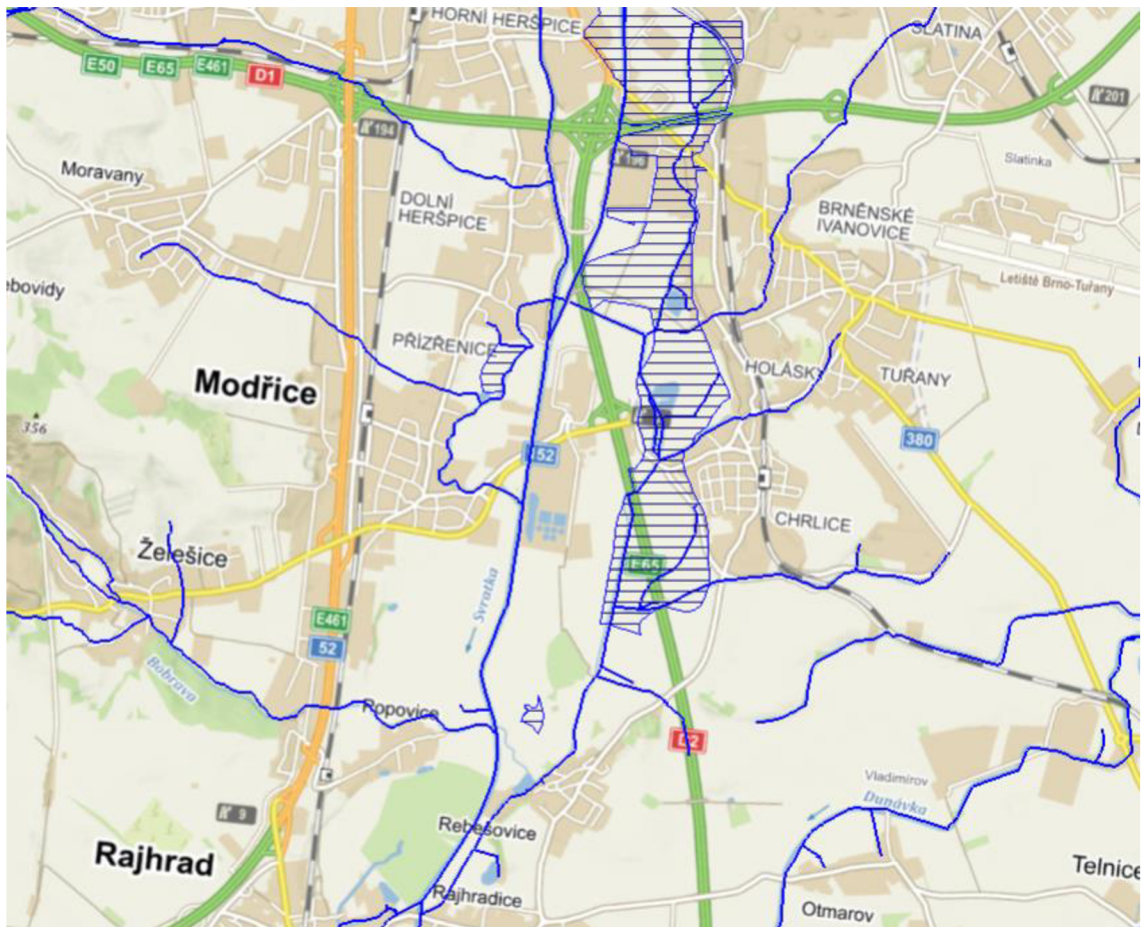 HORNÍ HERŠPICE
SLATINA
E50
E65
E461
D1
201
194
196
Slatinka
Moravany
DOLNÍ
HERŠPICE
BRNĚNSKÉ
IVANOVICE
Letiště Brno-Tuřany
ebovidy
PŘÍZŘENICE
Modřice
HOLÁSKY
TUŘANY
356
380
152
CHRLICE
Želešice
E65
Svratka
E461
52
Bobrava
Popovice
D2
Vladimírov
Dunávka
9
Rebešovice
Rajhrad
Telnice
Rajhradice
Otmarov